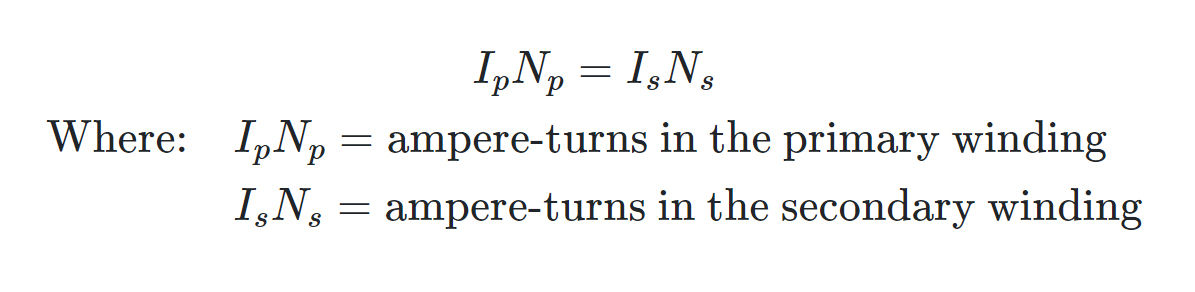 IₚNₚ = IₛNₛ
Where: IₚNₚ = ampere-turns in the primary winding
IₛNₛ = ampere-turns in the secondary winding